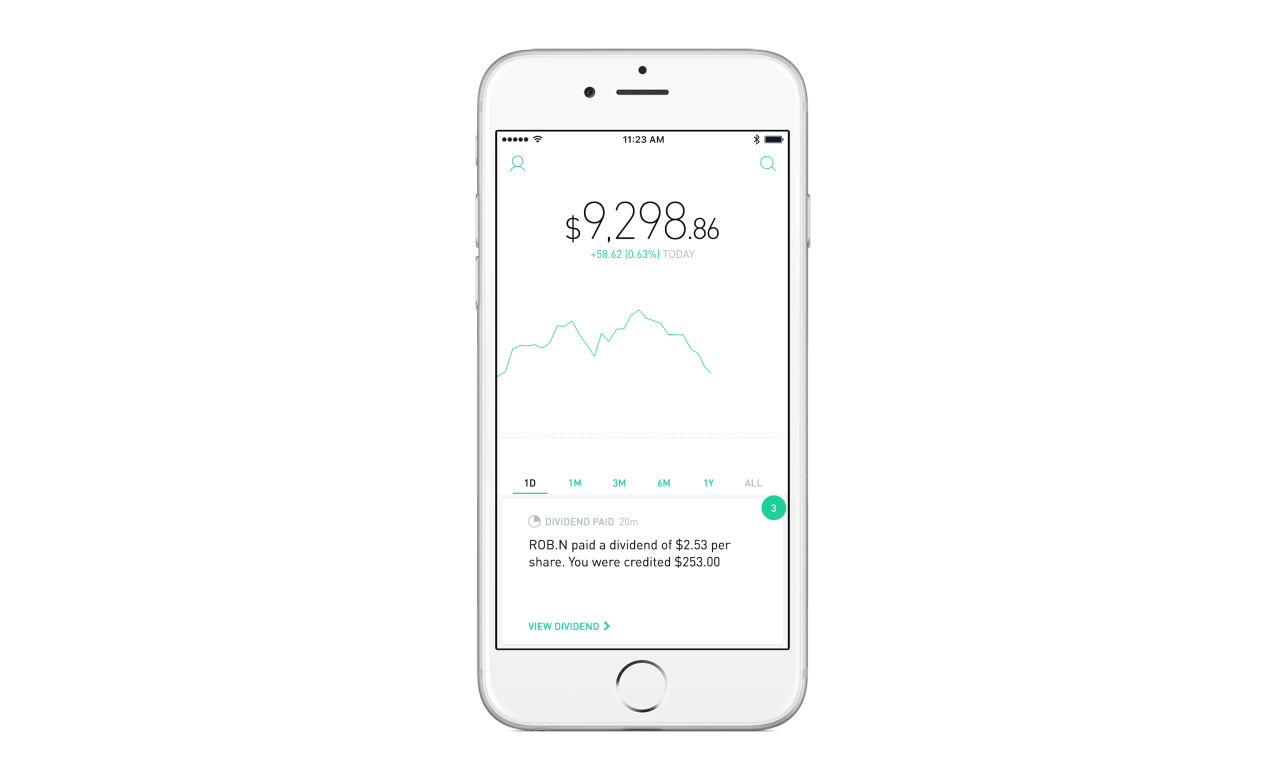 11:23 AM
$9,298.86
+58.62 (0.63%) TODAY
1D 1M 3M 6M 1Y ALL
3
DIVIDEND PAID 20m
ROB.N paid a dividend of $2.53 per
share. You were credited $253.00
VIEW DIVIDEND